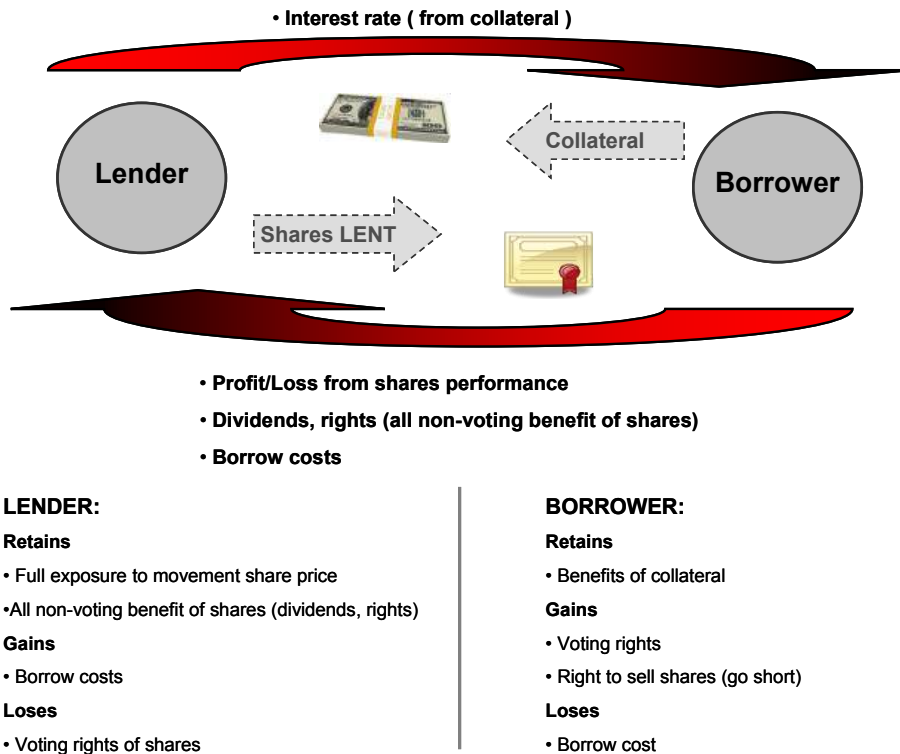 • Interest rate ( from collateral )
Lender
Collateral
Borrower
Shares LENT
• Profit/Loss from shares performance
• Dividends, rights (all non-voting benefit of shares)
• Borrow costs
LENDER:
Retains
• Full exposure to movement share price
•All non-voting benefit of shares (dividends, rights)
Gains
• Borrow costs
Loses
• Voting rights of shares
BORROWER:
Retains
• Benefits of collateral
Gains
• Voting rights
• Right to sell shares (go short)
Loses
• Borrow cost